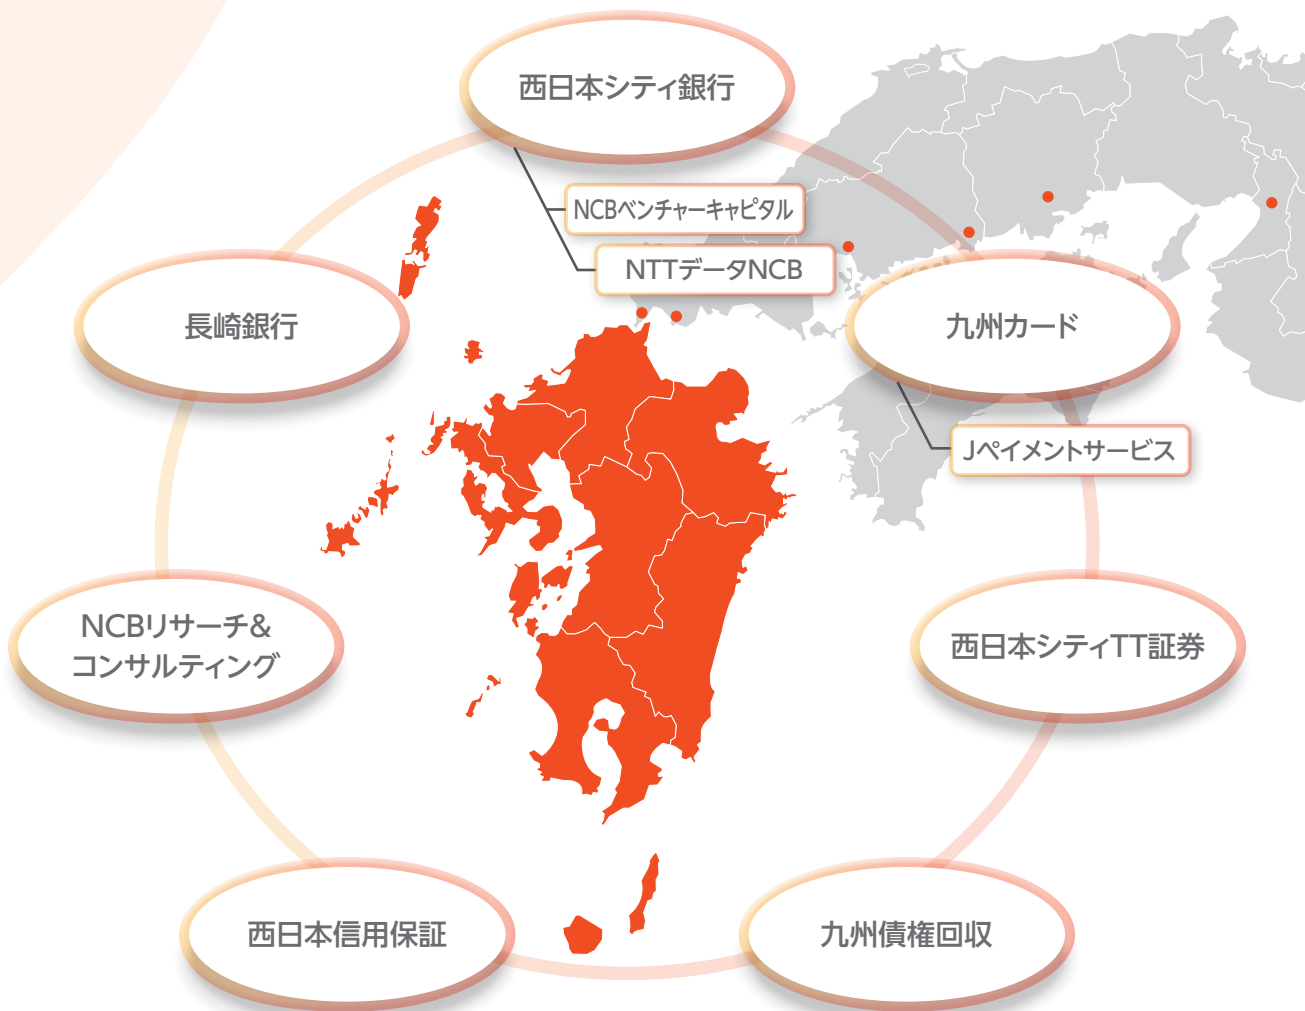 西日本シティ銀行
NCBベンチャーキャピタル
NTTデータNCB
長崎銀行
九州カード
Jペイメントサービス
NCBリサーチ&
コンサルティング
西日本シティTT証券
西日本信用保証
九州債権回収